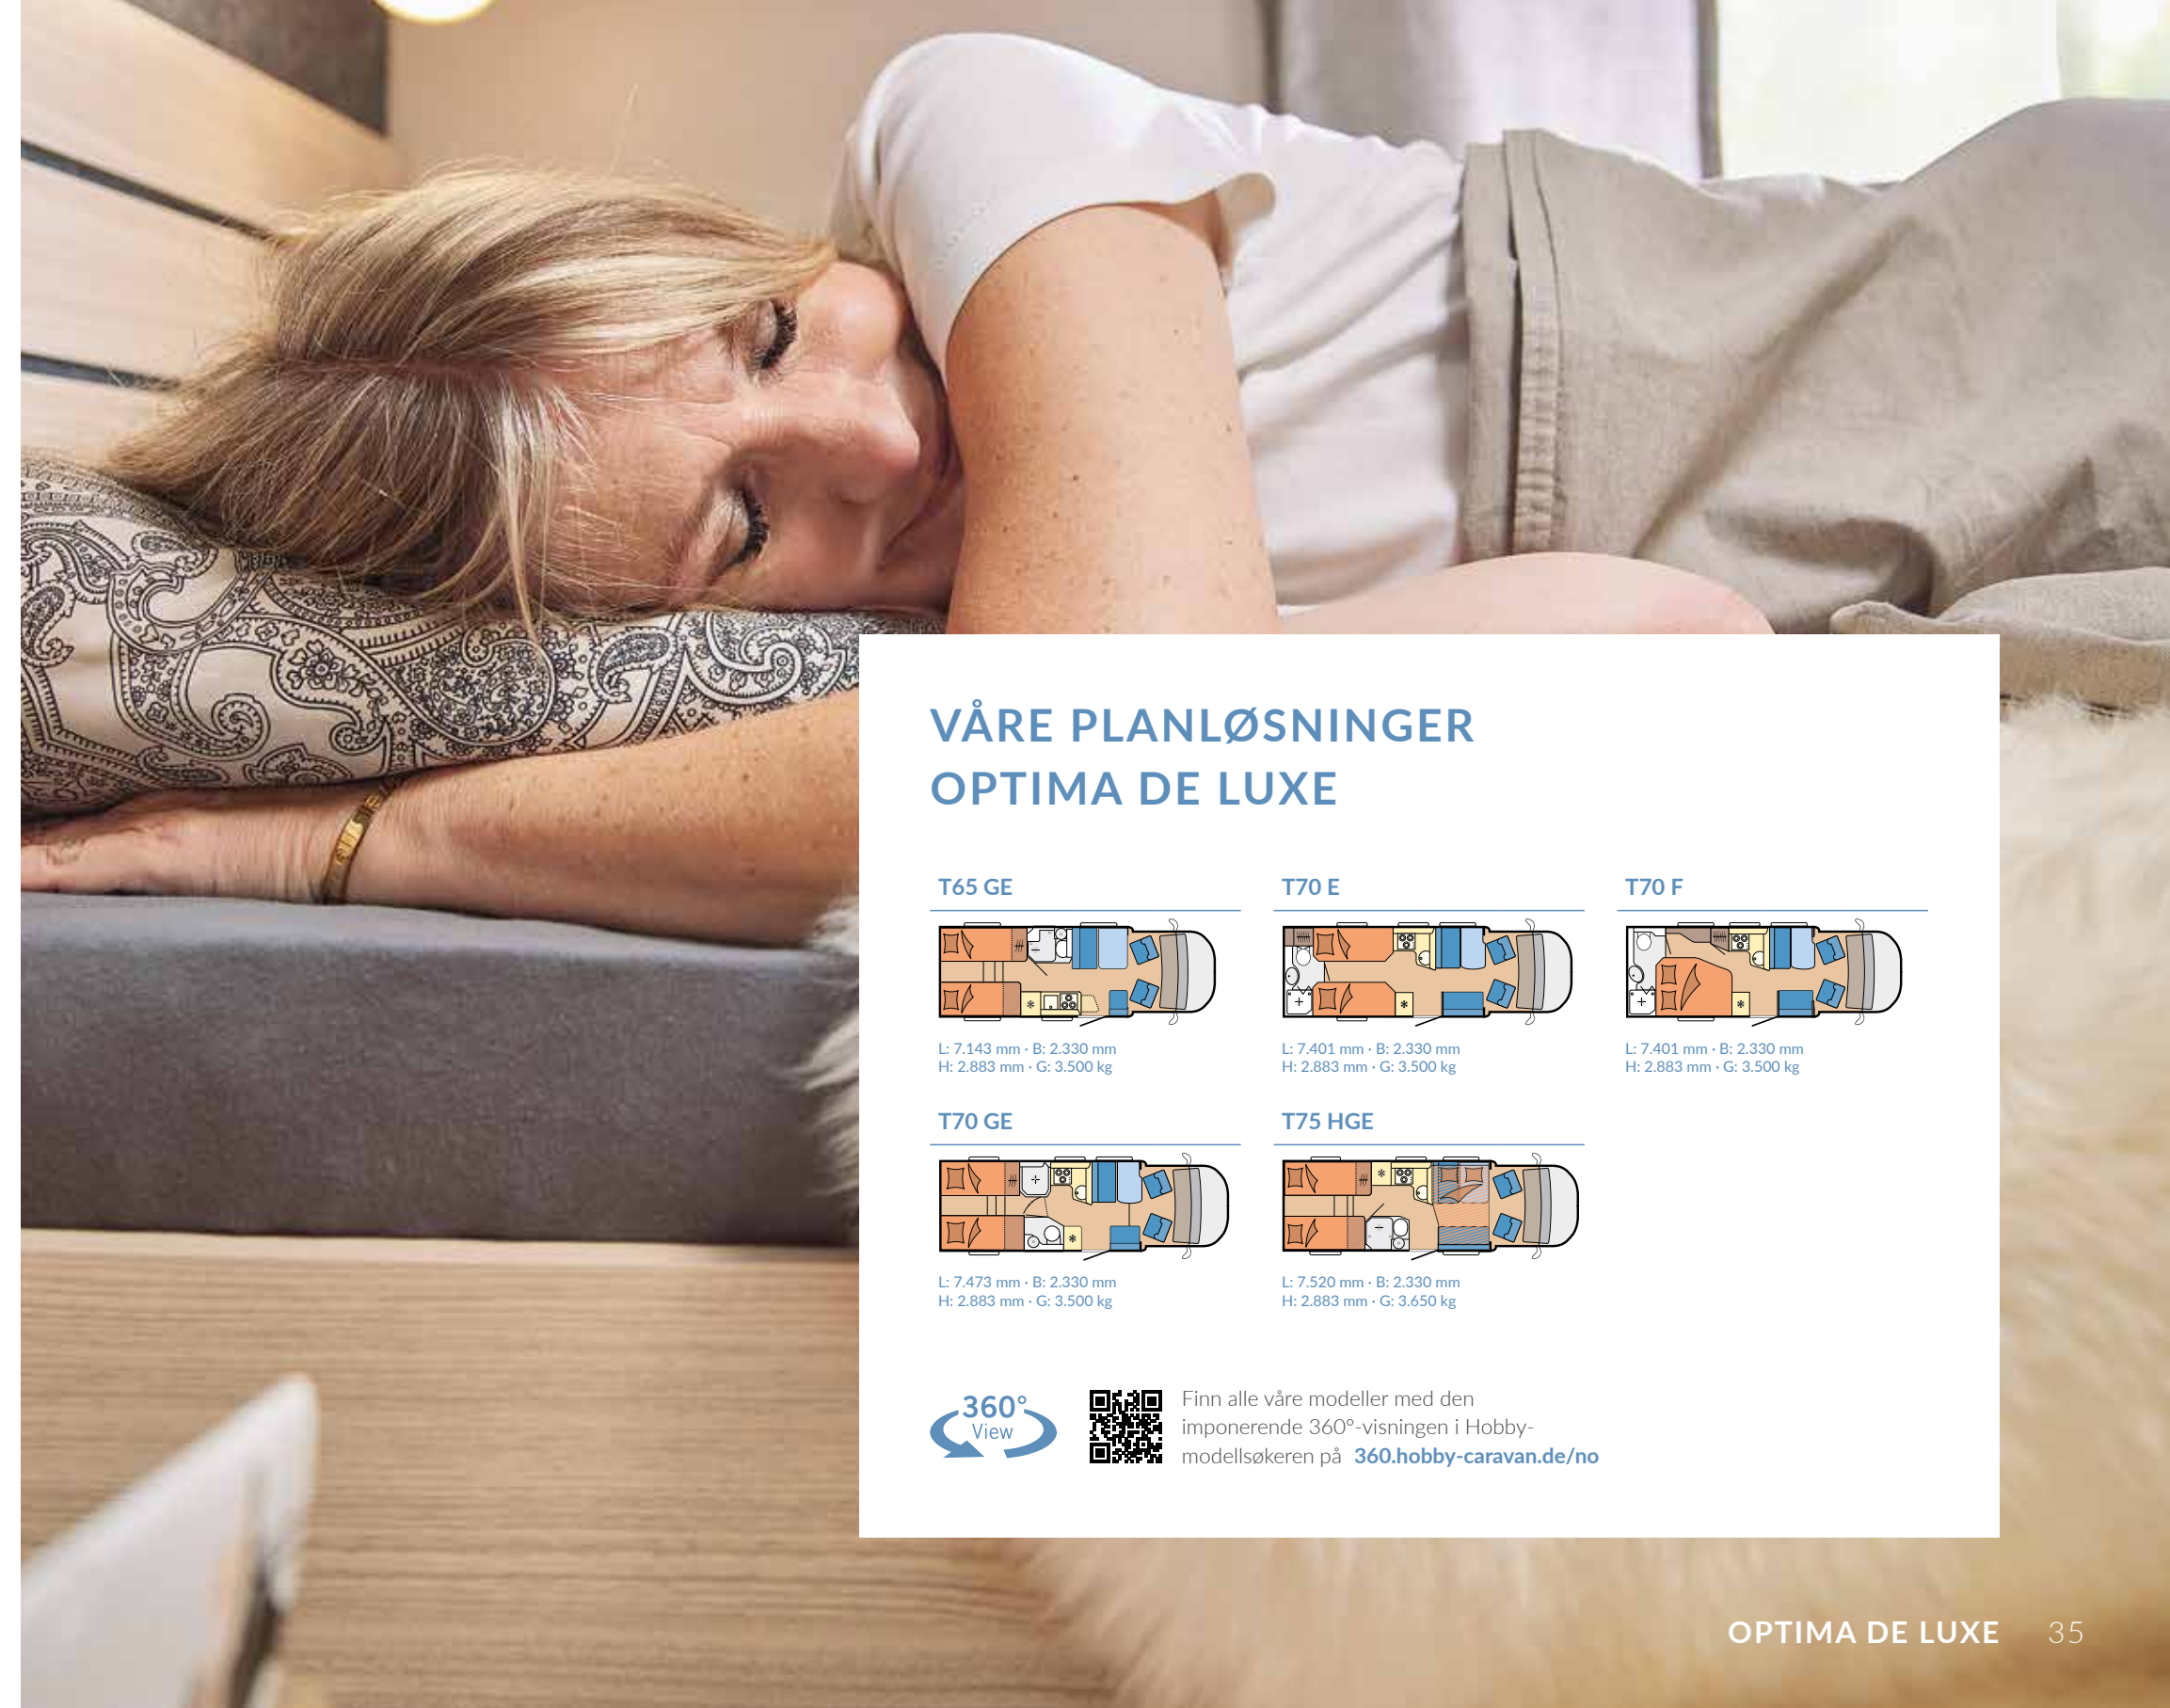 VÅRE PLANLØSNINGER
OPTIMA DE LUXE
T65 GE
L: 7.143 mm · B: 2.330 mm
H: 2.883 mm · G: 3.500 kg
T70 E
L: 7.401 mm · B: 2.330 mm
H: 2.883 mm · G: 3.500 kg
T70 F
L: 7.401 mm · B: 2.330 mm
H: 2.883 mm · G: 3.500 kg
T70 GE
L: 7.473 mm · B: 2.330 mm
H: 2.883 mm · G: 3.500 kg
T75 HGE
L: 7.520 mm · B: 2.330 mm
H: 2.883 mm · G: 3.650 kg
360°
View
Finn alle våre modeller med den
imponerende 360°-visningen i Hobby-
modellsøkeren på 360.hobby-caravan.de/no
OPTIMA DE LUXE 35